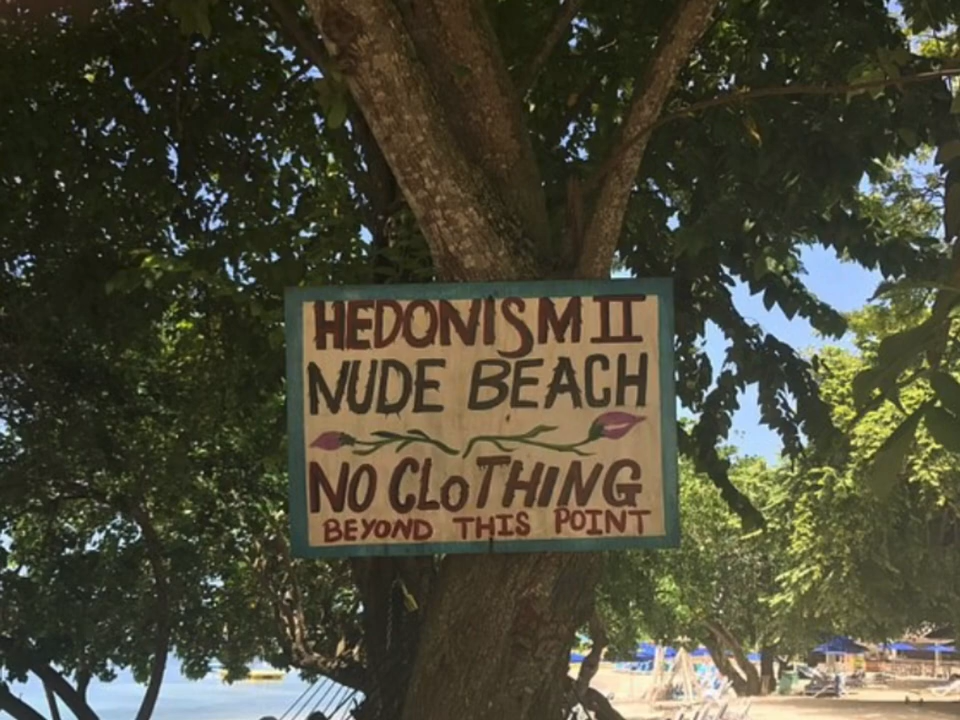 HEDONISM II
NUDE BEACH
NO CLOTHING
BEYOND THIS POINT